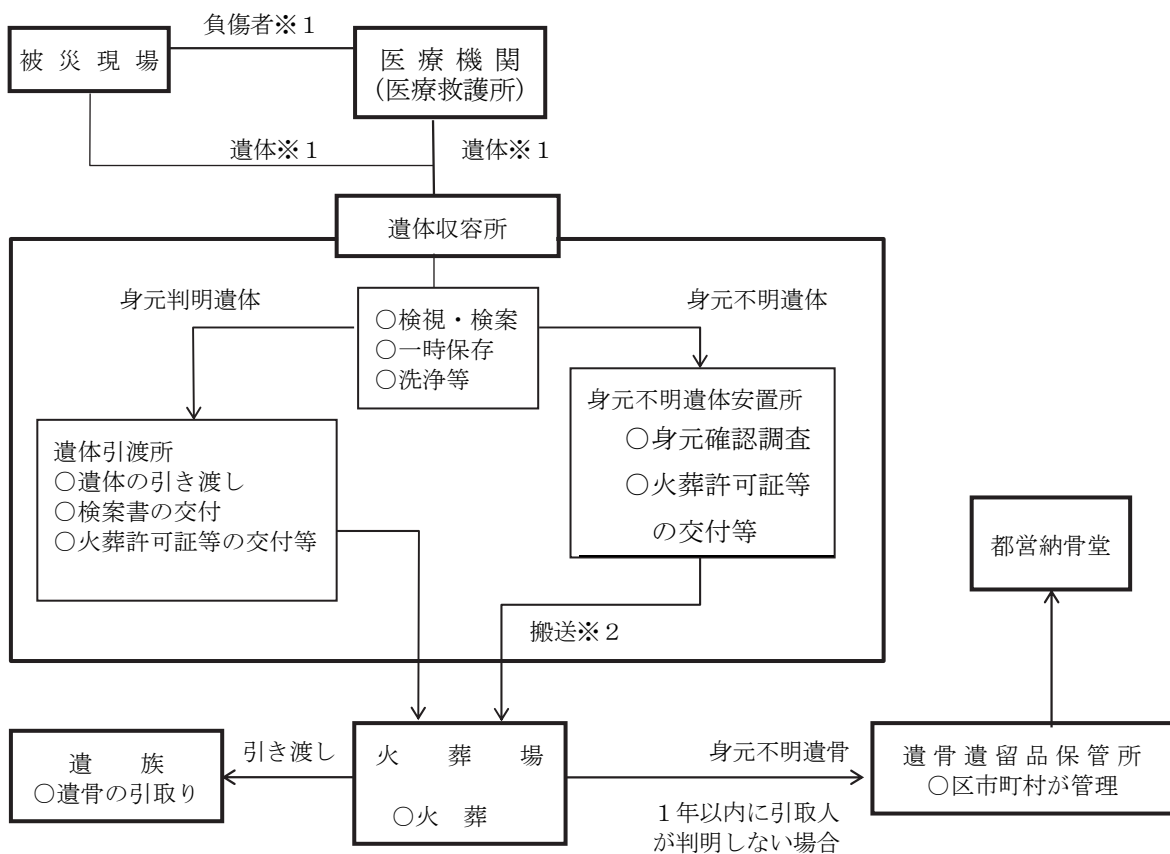 負傷者※１
被 災 現 場
医 療 機 関
（医療救護所）
遺体※１
遺体※１
遺体収容所
身元判明遺体
身元不明遺体
○検視・検案
○一時保存
○洗浄等
身元不明遺体安置所
○身元確認調査
○火葬許可証等
の交付等
遺体引渡所
○遺体の引き渡し
○検案書の交付
○火葬許可証等の交付等
都営納骨堂
搬送※２
遺　族
○遺骨の引取り
引き渡し
火　葬　場
○火　葬
身元不明遺骨
１年以内に引取人
が判明しない場合
遺 骨 遺 留 品 保 管 所
○区市町村が管理